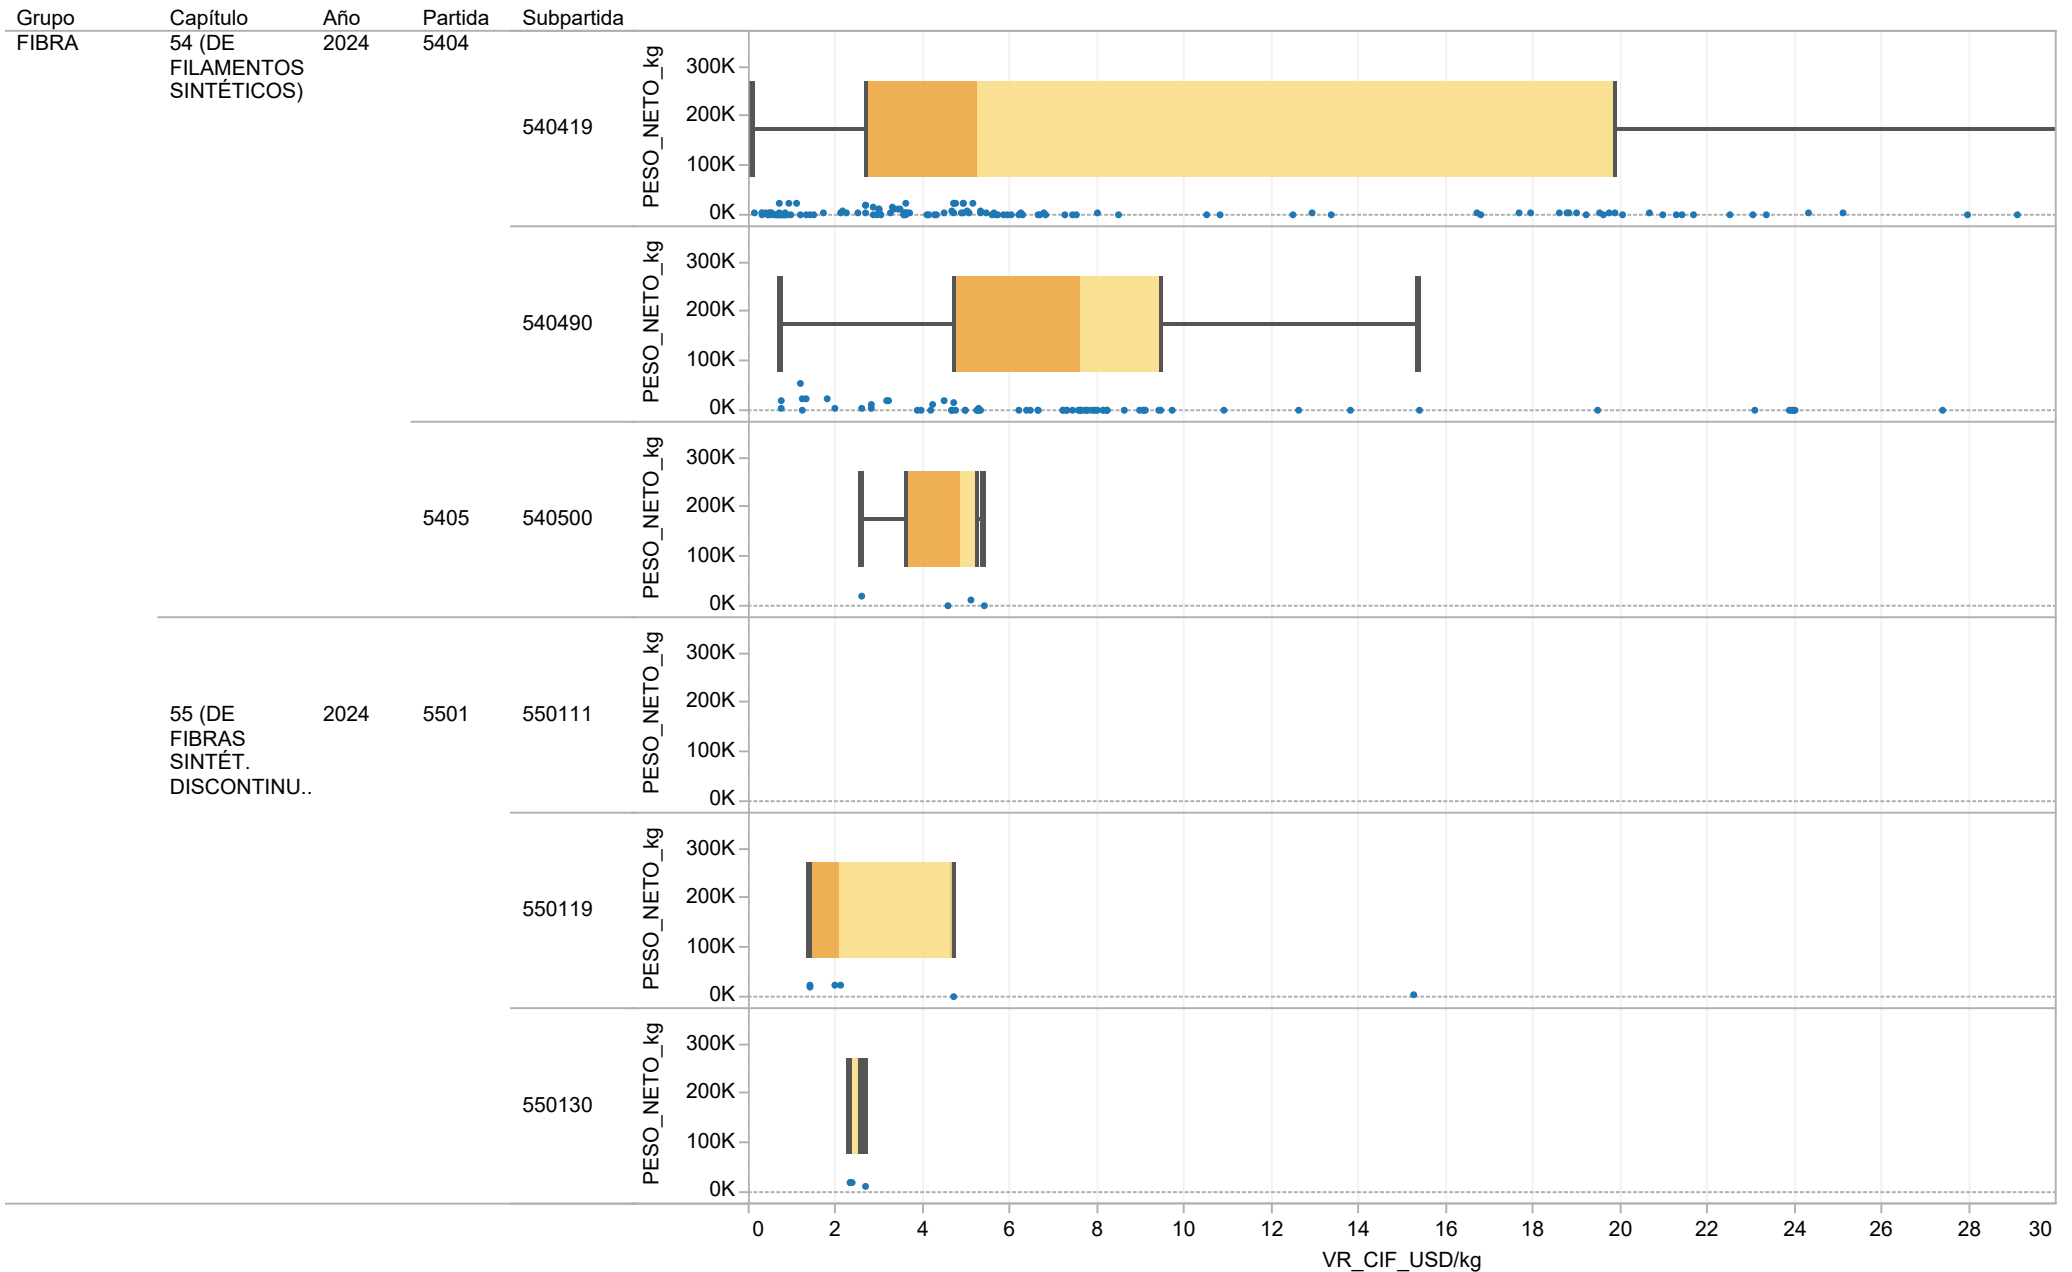 Grupo Capítulo Año Partida Subpartida
FIBRA 54 (DE FILAMENTOS SINTÉTICOS) 2024 5404
540419
PESO_NETO_kg
300K
200K
100K
0K
540490
PESO_NETO_kg
300K
200K
100K
0K
5405 540500
PESO_NETO_kg
300K
200K
100K
0K
55 (DE FIBRAS SINTÉT. DISCONTINU.. 2024 5501 550111
PESO_NETO_kg
300K
200K
100K
0K
550119
PESO_NETO_kg
300K
200K
100K
0K
550130
PESO_NETO_kg
300K
200K
100K
0K
0 2 4 6 8 10 12 14 16 18 20 22 24 26 28 30
VR_CIF_USD/kg